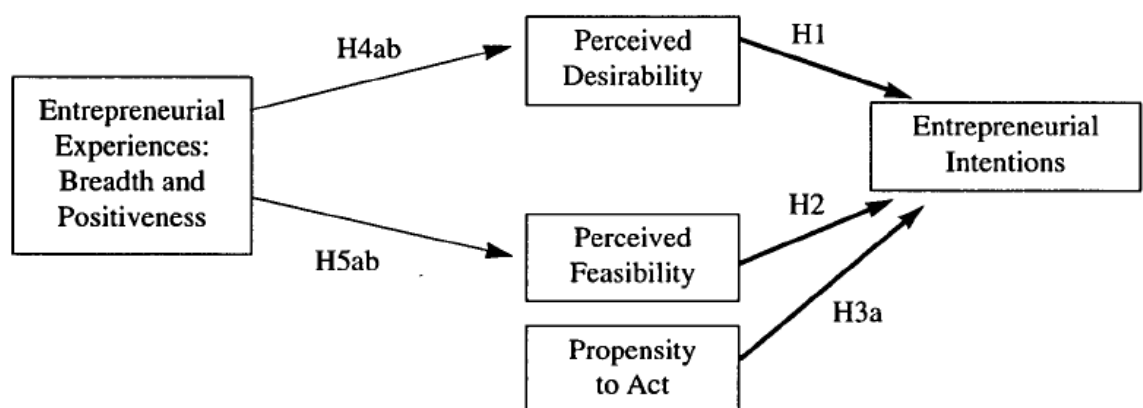 Entrepreneurial
Experiences:
Breadth and
Positiveness
H4ab
H5ab
Perceived
Desirability
Perceived
Feasibility
Propensity
to Act
H1
H2
H3a
Entrepreneurial
Intentions